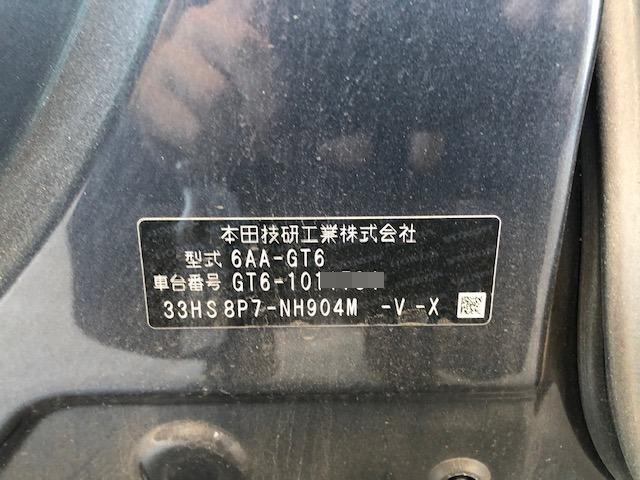 本田技研工業株式会社
型式 6AA-GT6
車台番号 GT6-101
33HS 8P7-NH904M -V -X